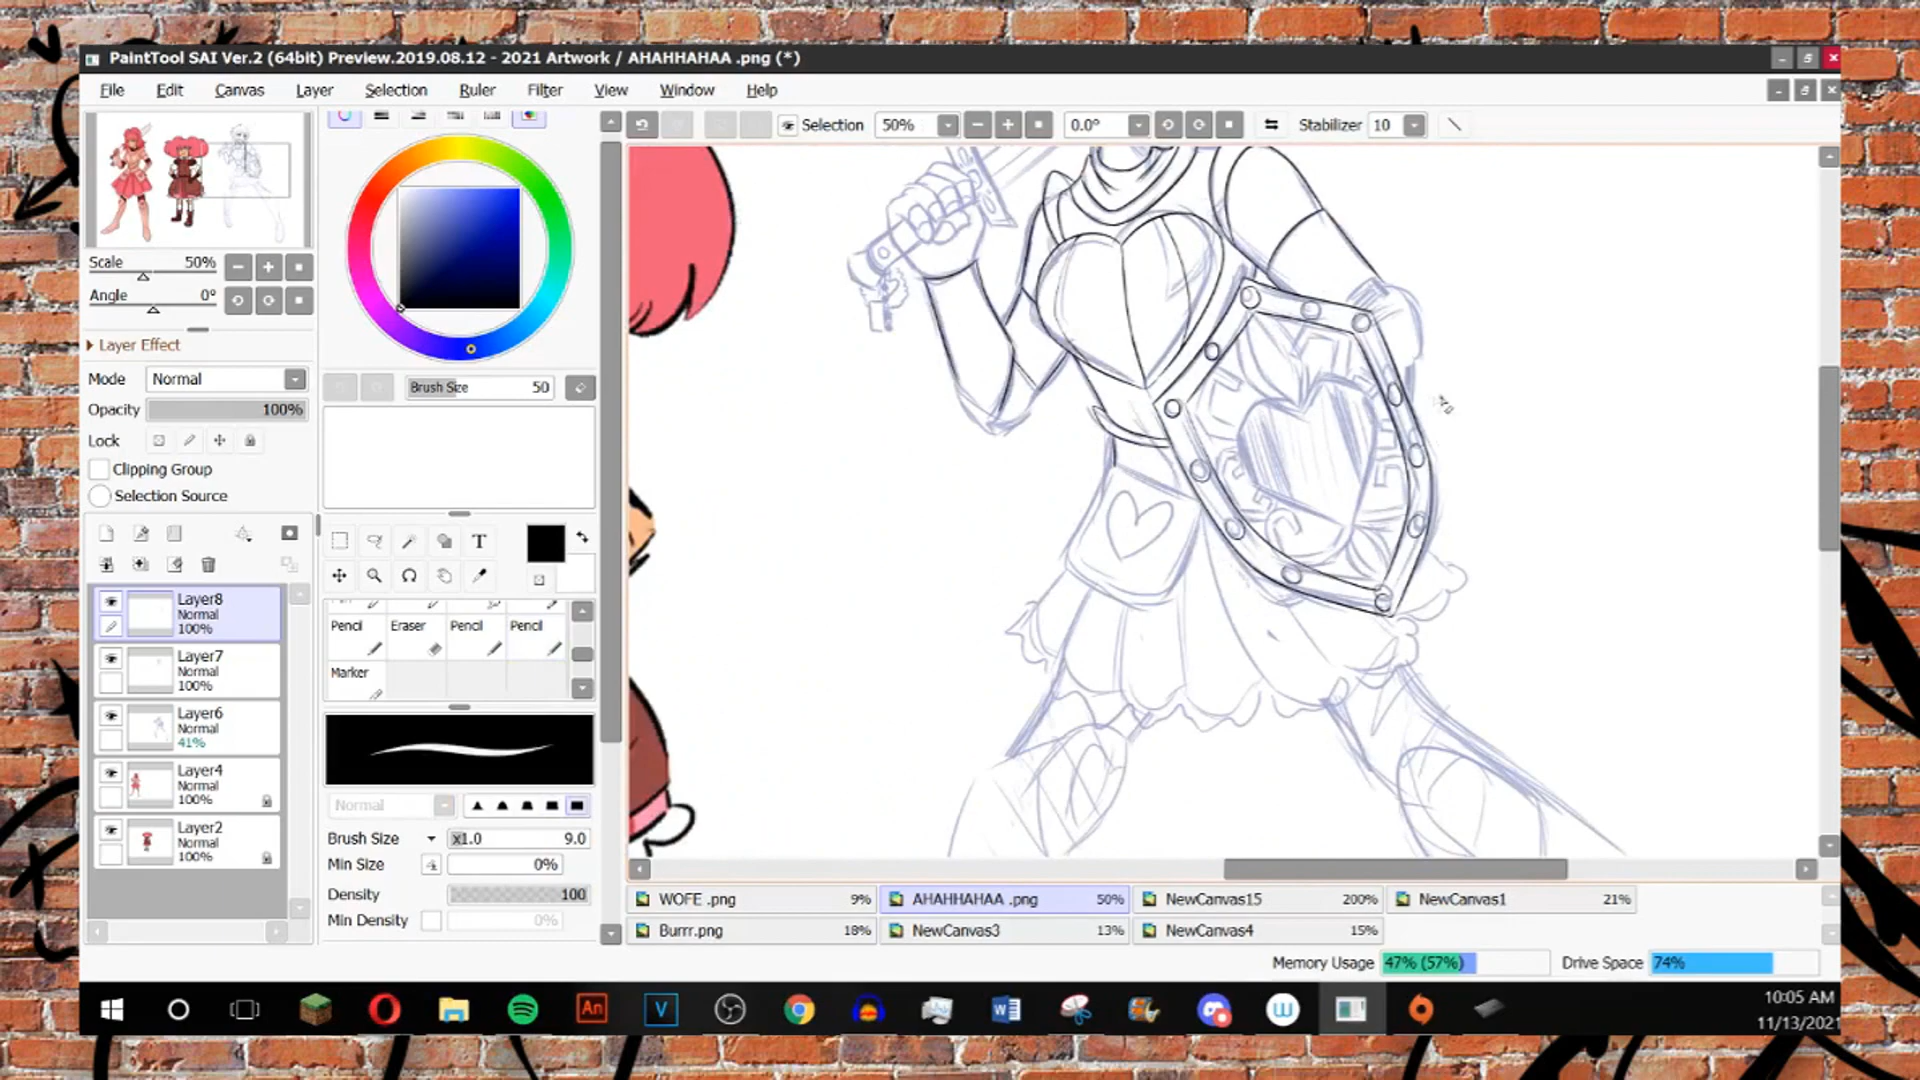 PaintTool SAI Ver.2 (64bit) Preview.2019.08.12 - 2021 Artwork / AHAHHAHAA .png (*)
File Edit Canvas Layer Selection Ruler Filter View Window Help
Selection 50% 0.0° Stabilizer 10
Scale 50%
Angle 0°
Layer Effect
Mode Normal
Opacity 100%
Lock
Clipping Group
Selection Source
Layer8
Normal
100%
Layer7
Normal
100%
Layer6
Normal
41%
Layer4
Normal
100%
Layer2
Normal
100%
Brush Size 50
T
Pencil Eraser Pencil Pencil
Marker
Normal
Brush Size x1.0 9.0
Min Size 0%
Density 100
Min Density 0%
WOFE .png 9% AHAHHAHAA .png 50% NewCanvas15 200% NewCanvas1 21%
Burrr.png 18% NewCanvas3 13% NewCanvas4 15%
Memory Usage 47% (57%) Drive Space 74%
An V W W
10:05 AM
11/13/2021